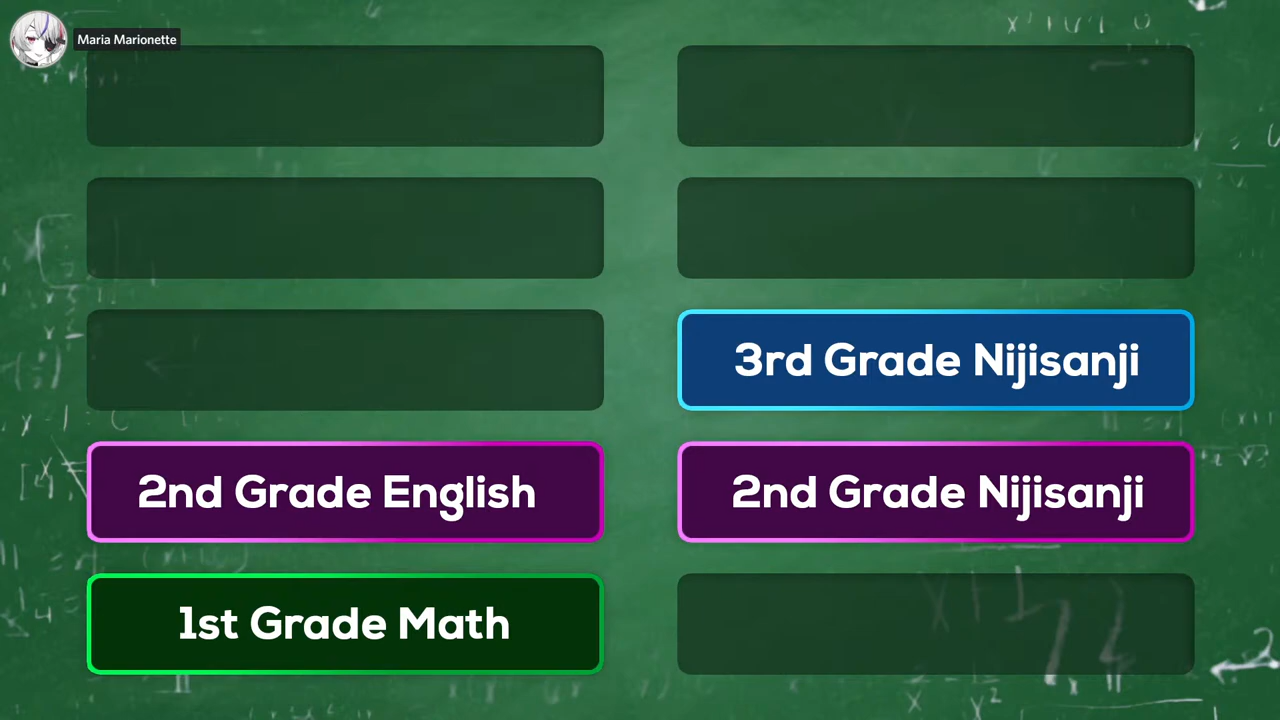 Maria Marionette
3rd Grade Nijisanji
2nd Grade English
2nd Grade Nijisanji
1st Grade Math